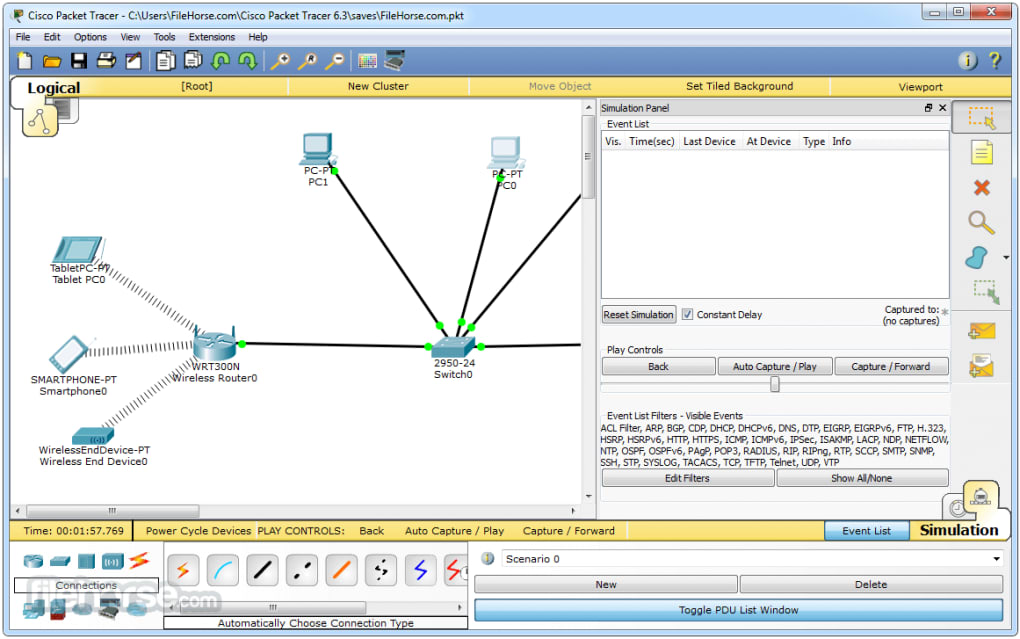 Cisco Packet Tracer - C:\Users\FileHorse.com\Cisco Packet Tracer 6.3\saves\FileHorse.com.pkt
File Edit Options View Tools Extensions Help
Logical [Root] New Cluster Move Object Set Tiled Background Viewport
Simulation Panel
Event List
Vis. Time(sec) Last Device At Device Type Info
PC-PT
PC1
PC-PT
PC0
TabletPC-PT
Tablet PC0
SMARTPHONE-PT
Smartphone0
WirelessEndDevice-PT
Wireless End Device0
WRT300N
Wireless Router0
2950-24
Switch0
Reset Simulation Constant Delay Captured to: *
(no captures)
Play Controls
Back Auto Capture / Play Capture / Forward
Event List Filters - Visible Events
ACL Filter, ARP, BGP, CDP, DHCP, DHCPv6, DNS, DTP, EIGRP, EIGRPv6, FTP, H.323,
HSRP, HSRPv6, HTTP, HTTPS, ICMP, ICMPv6, IPSec, ISAKMP, LACP, NDP, NETFLOW,
NTP, OSPF, OSPFv6, PAgP, POP3, RADIUS, RIP, RIPng, RTP, SCCP, SMTP, SNMP,
SSH, STP, SYSLOG, TACACS, TCP, TFTP, Telnet, UDP, VTP
Edit Filters Show All/None
Time: 00:01:57.769 Power Cycle Devices PLAY CONTROLS: Back Auto Capture / Play Capture / Forward Event List Simulation
Scenario 0
Connections
New Delete
filehorse.com
Toggle PDU List Window
Automatically Choose Connection Type